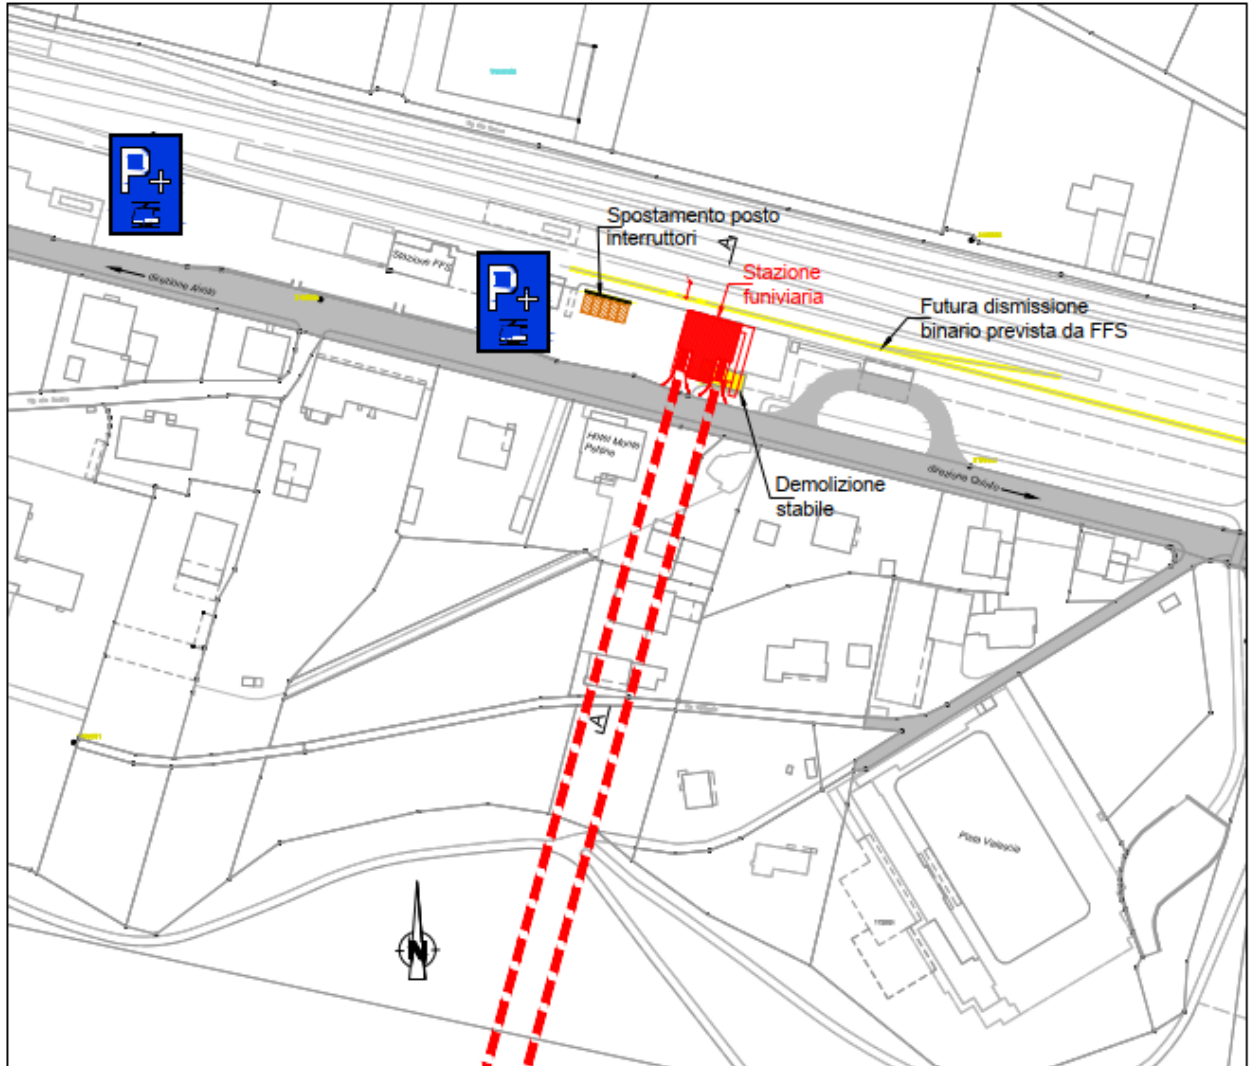 P+
Spostamento posto
interruttori
A
Stazione FFS
P+
Stazione
funiviaria
Futura dismissione
binario prevista da FFS
direzione Airolo
Hotel Monte
direzione Quinto
Demolizione
stabile
A
Pista Valascia
N